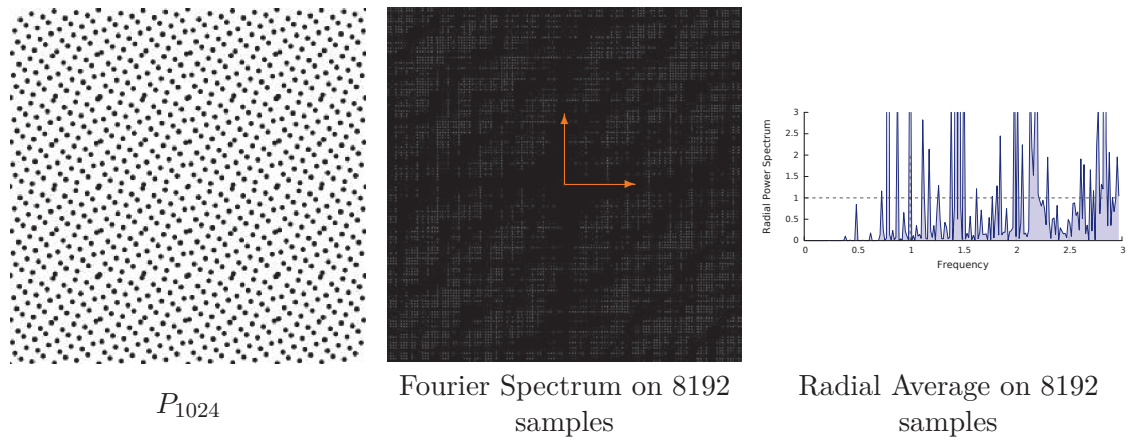 3
2.5
2
1.5
1
0.5
0
0 0.5 1 1.5 2 2.5 3
Radial Power Spectrum
Frequency
P1024
Fourier Spectrum on 8192
samples
Radial Average on 8192
samples